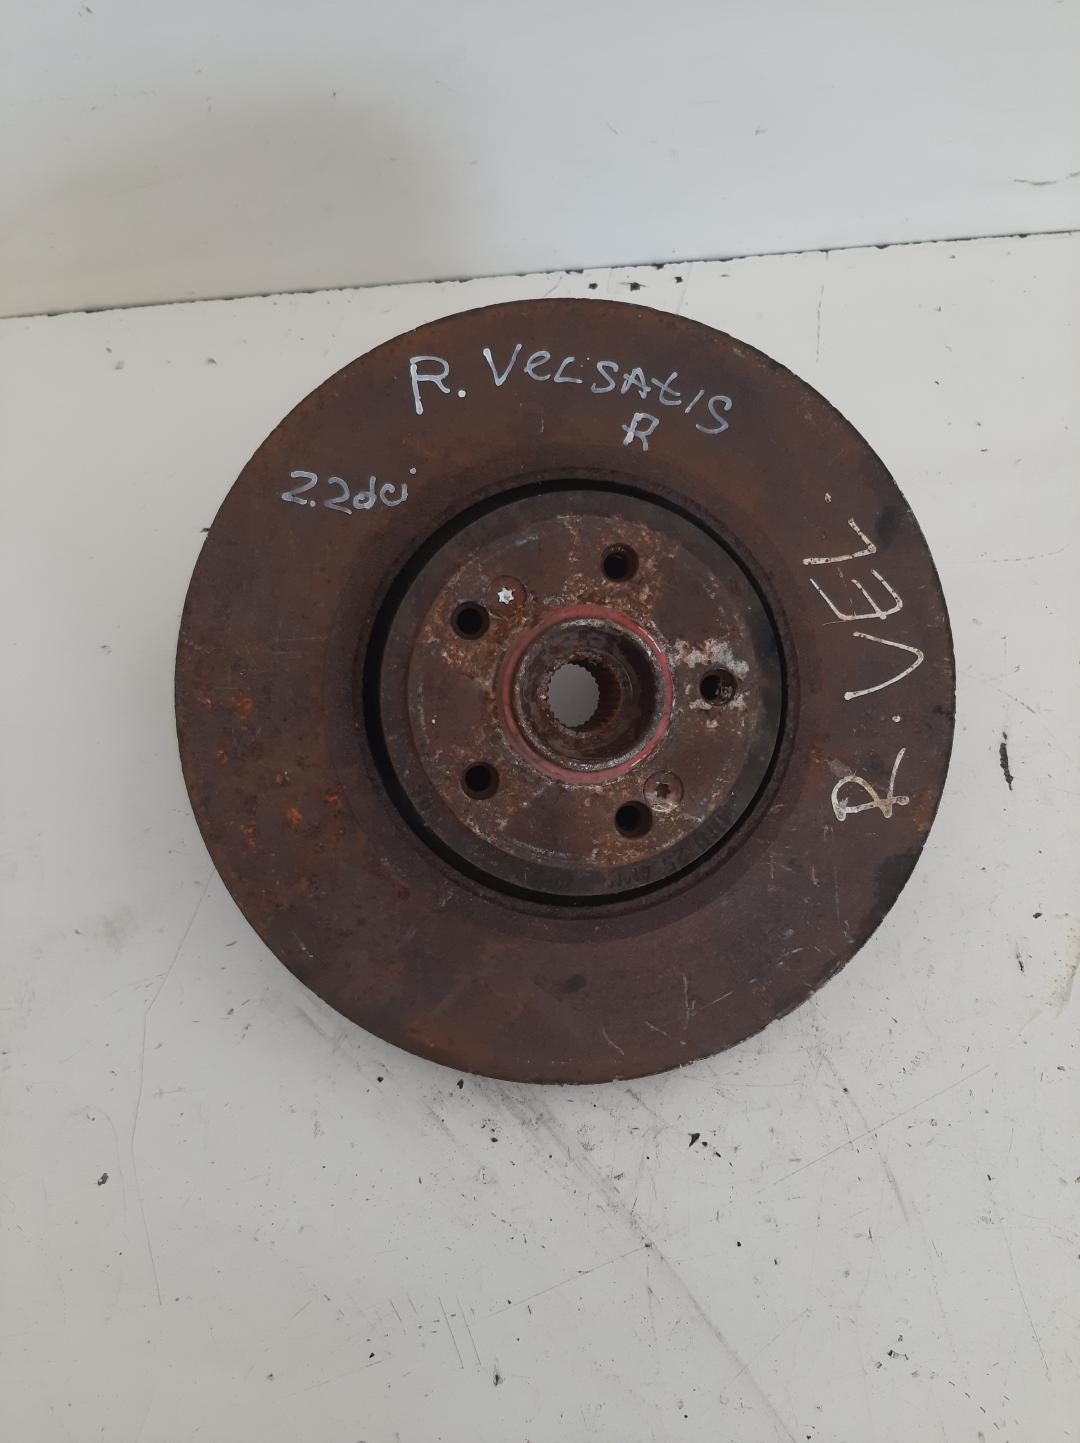 R. VELSAtIS
R
2.2dci
R. VEL